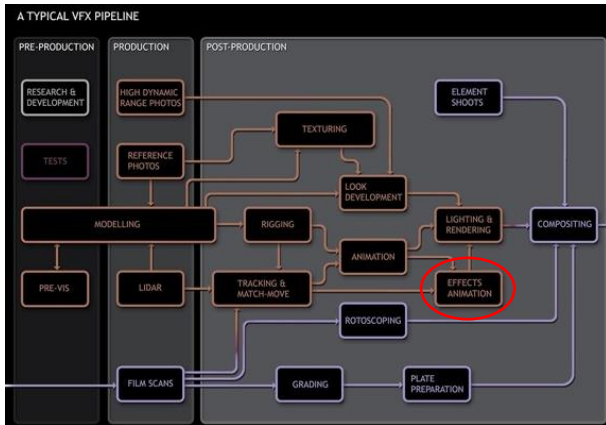 A TYPICAL VFX PIPELINE
PRE-PRODUCTION
PRODUCTION
POST-PRODUCTION
RESEARCH &
DEVELOPMENT
HIGH DYNAMIC
RANGE PHOTOS
ELEMENT
SHOOTS
TEXTURING
TESTS
REFERENCE
PHOTOS
LOOK
DEVELOPMENT
MODELLING
RIGGING
LIGHTING &
RENDERING
COMPOSITING
ANIMATION
PRE-VIS
LIDAR
TRACKING &
MATCH-MOVE
EFFECTS
ANIMATION
ROTOSCOPING
FILM SCANS
GRADING
PLATE
PREPARATION